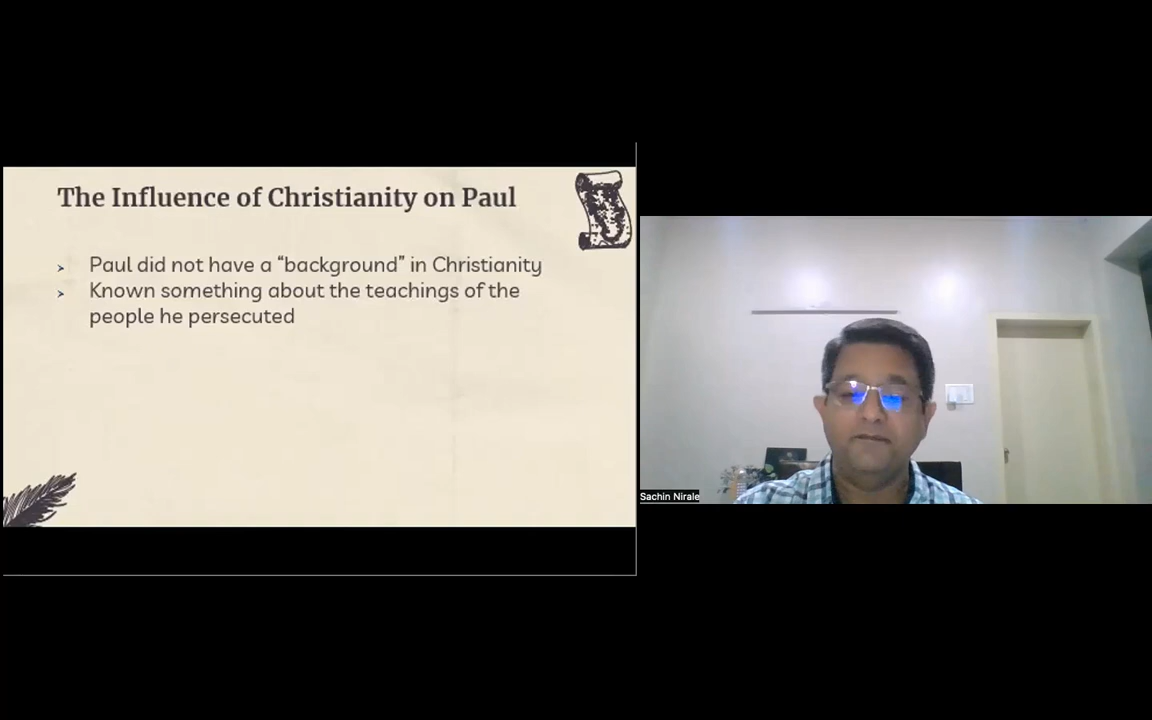 The Influence of Christianity on Paul
Paul did not have a “background” in Christianity
Known something about the teachings of the
people he persecuted
Sachin Nirale